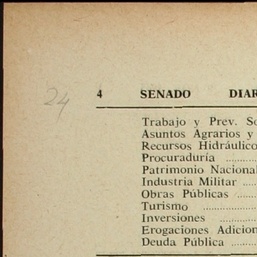 24
4 SENADO DIAR
Trabajo y Prev. So
Asuntos Agrarios y
Recursos Hidráulico
Procuraduría ..........
Patrimonio Nacional
Industria Militar .....
Obras Públicas .......
Turismo ...............
Inversiones ...........
Erogaciones Adicion
Deuda Pública ........